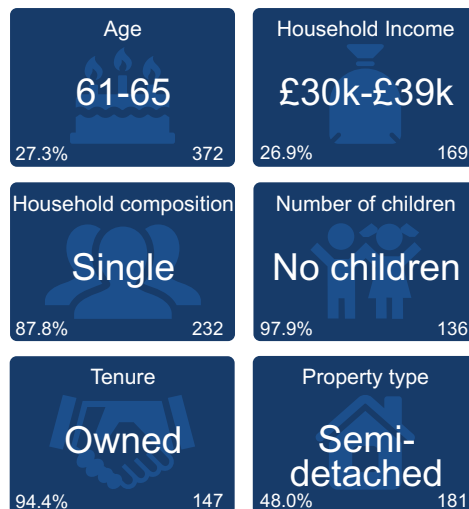 Age
61-65
27.3% 372
Household Income
£30k-£39k
26.9% 169
Household composition
Single
87.8% 232
Number of children
No children
97.9% 136
Tenure
Owned
94.4% 147
Property type
Semi-
detached
48.0% 181